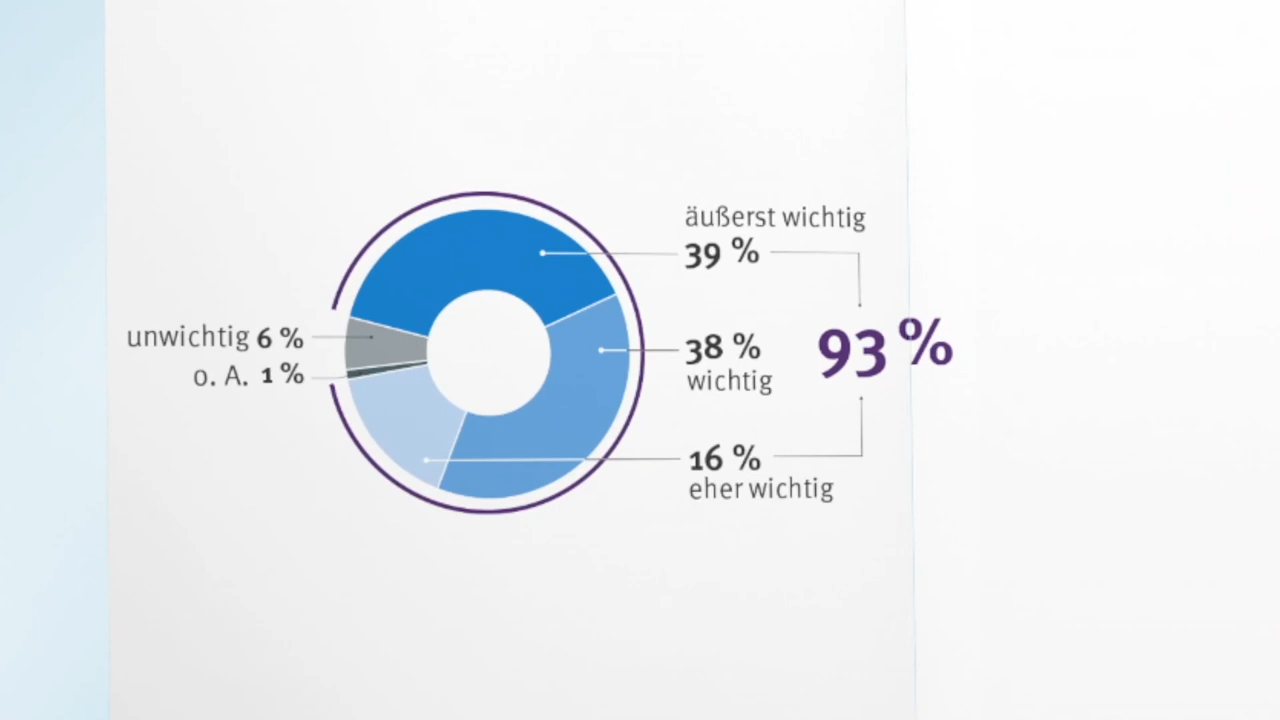 äußerst wichtig
39 %
unwichtig 6 %
o. A. 1 %
38 %
wichtig
93 %
16 %
eher wichtig